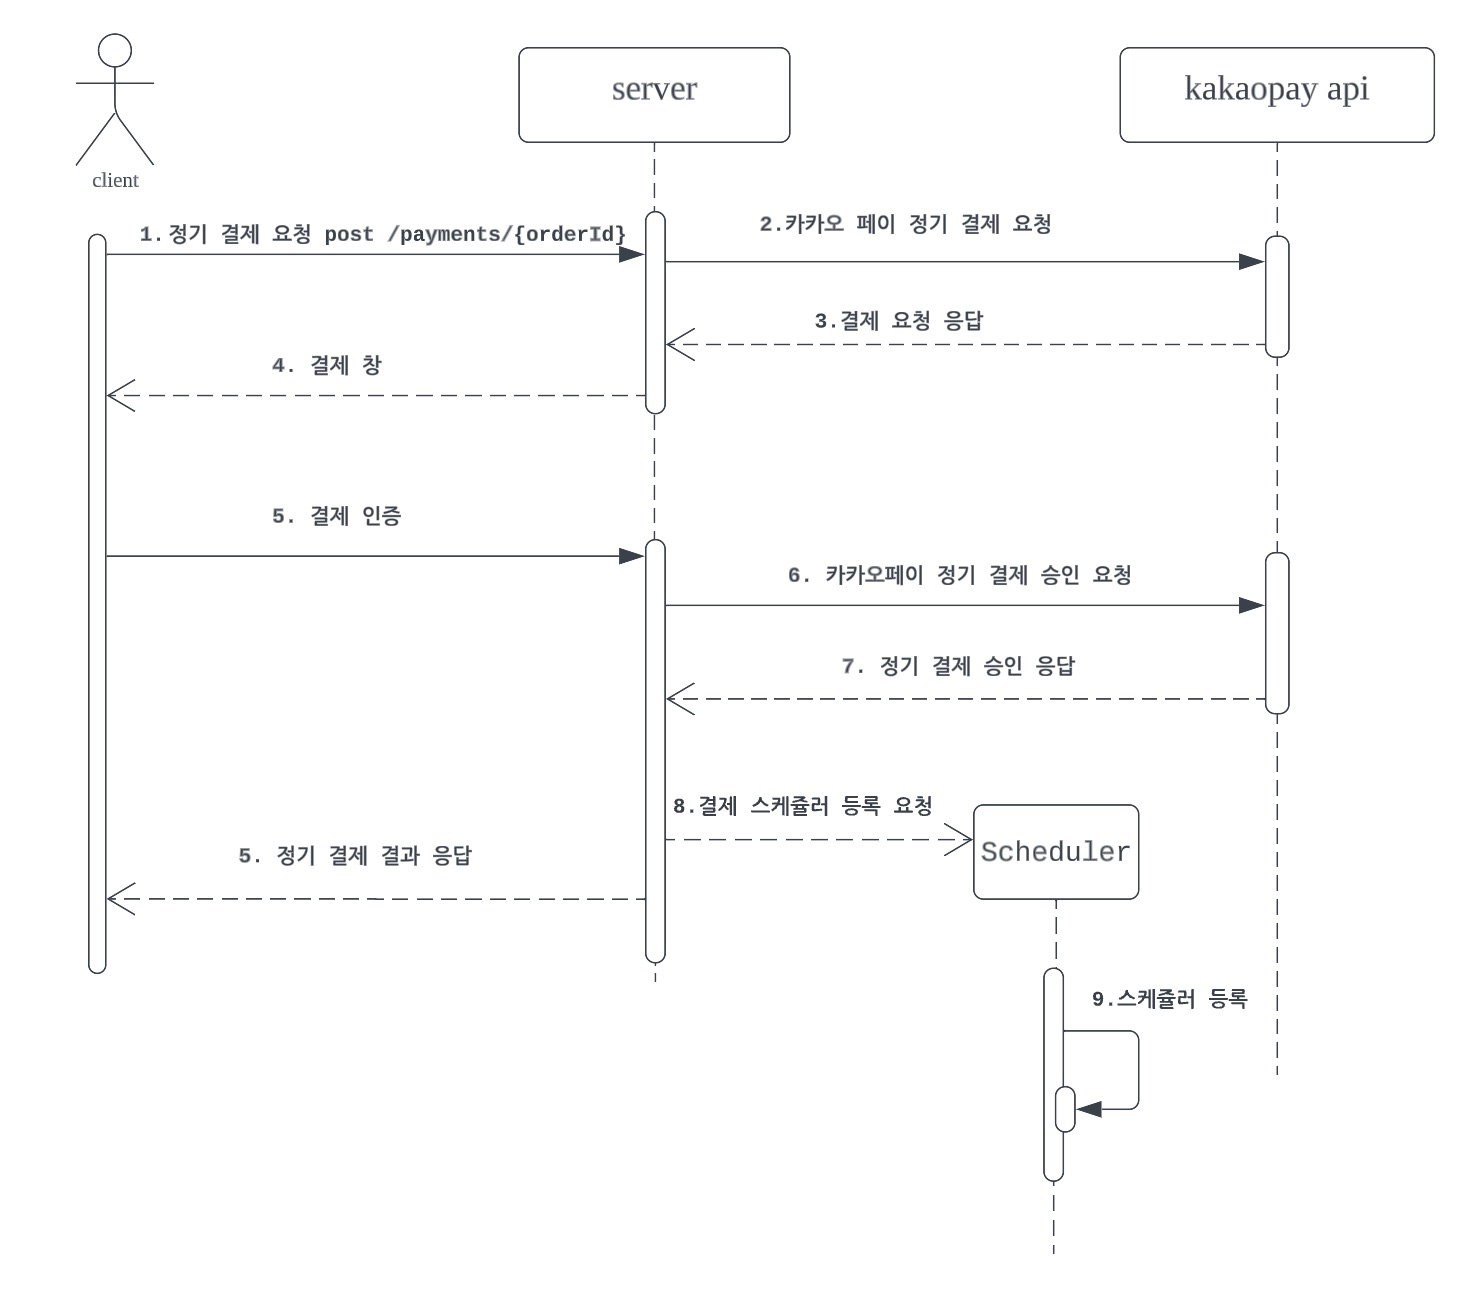 server
kakaopay api
client
1.정기 결제 요청 post /payments/{orderId}
2.카카오 페이 정기 결제 요청
3.결제 요청 응답
4. 결제 창
5. 결제 인증
6. 카카오페이 정기 결제 승인 요청
7. 정기 결제 승인 응답
8.결제 스케쥴러 등록 요청
Scheduler
5. 정기 결제 결과 응답
9.스케쥴러 등록